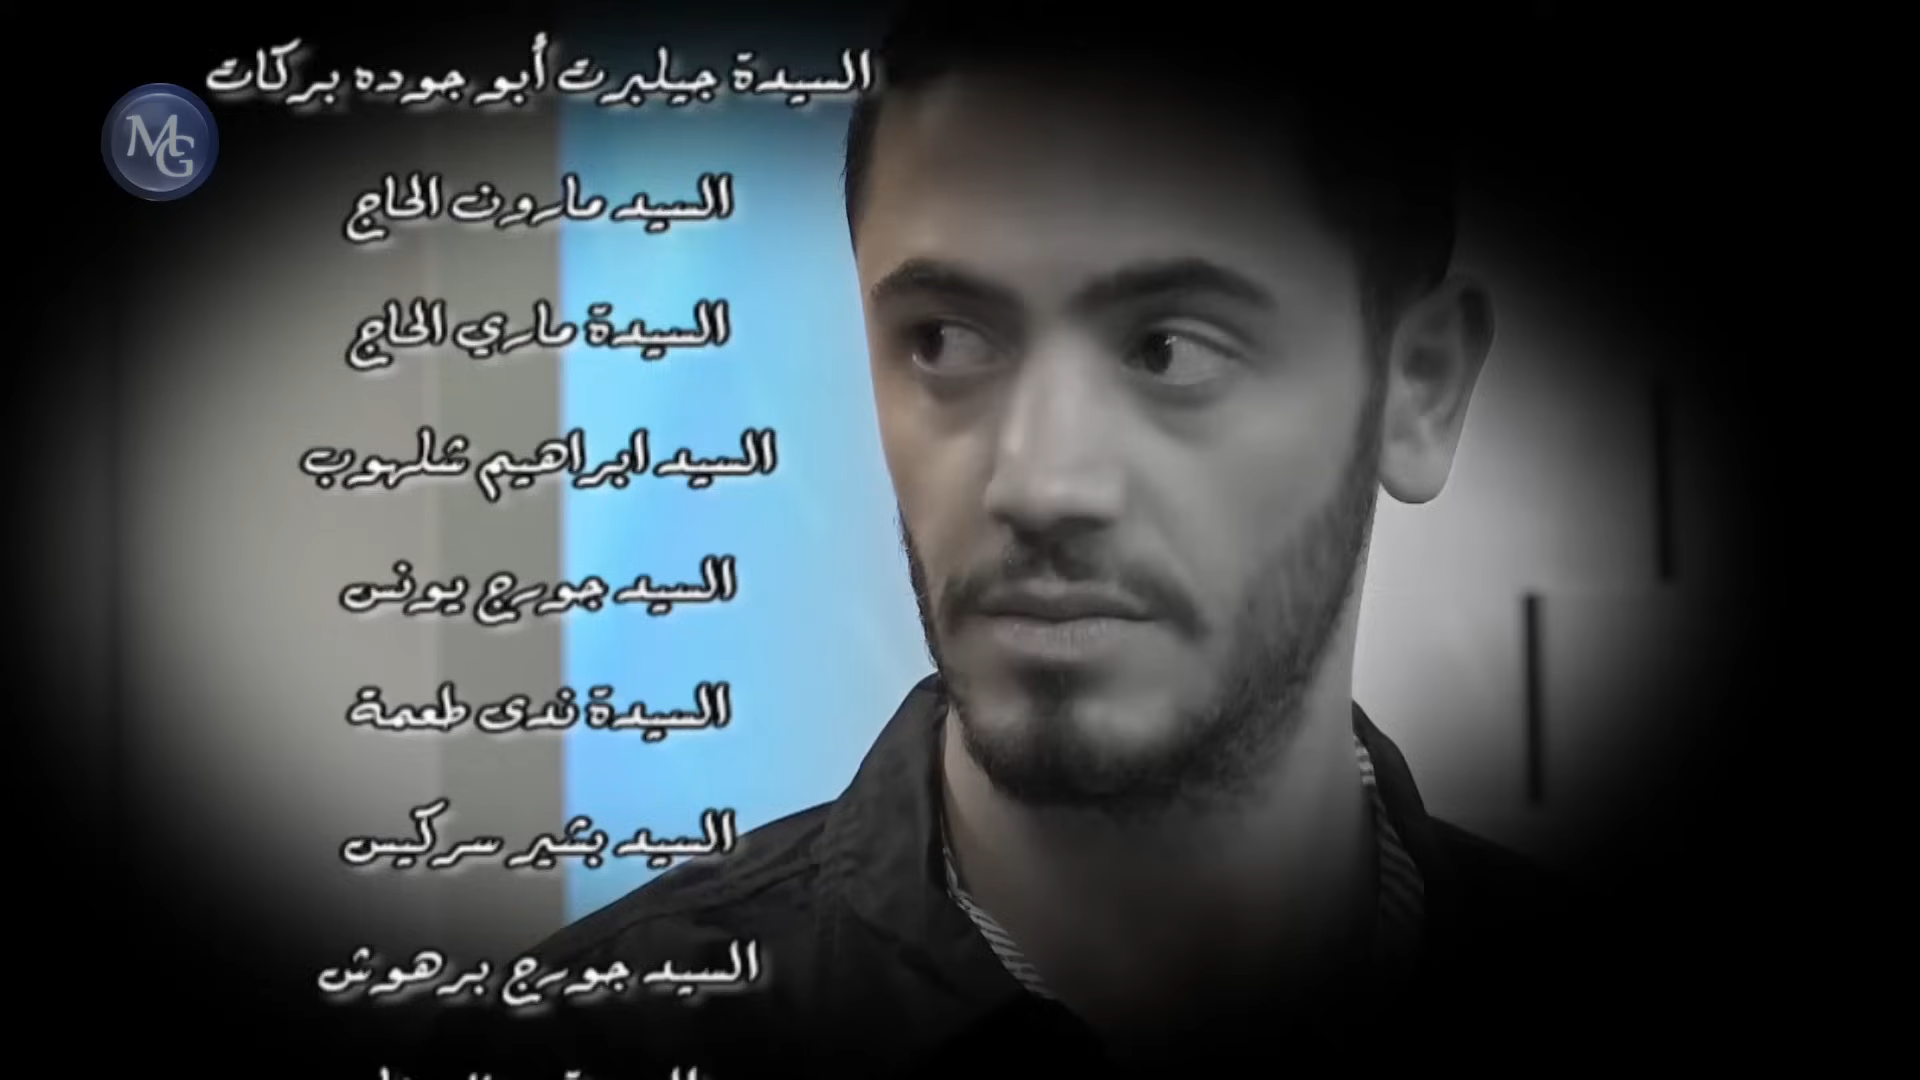 السيدة جيلبرت أبو جوده بركات
MG
السيد مارون الحاج
السيدة ماري الحاج
السيد ابراهيم شلهوب
السيد جورج يونس
السيدة ندى طعمة
السيد بشير سركيس
السيد جورج برهوش